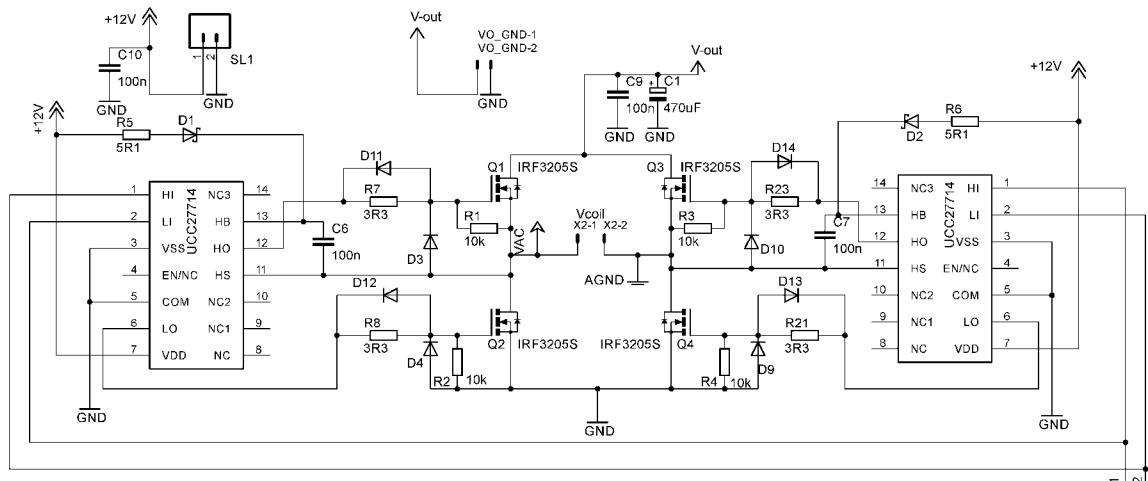 +12V
C10
100n
GND
1
2
SL1
GND
V-out
VO_GND-1
VO_GND-2
GND
V-out
C9
100n
GND
+
C1
470uF
GND
+12V
R5
5R1
D1
+12V
R6
5R1
D2
1
2
3
4
5
6
7
HI
LI
VSS
EN/NC
COM
LO
VDD
UCC27714
NC3
HB
HO
HS
NC2
NC1
NC
14
13
12
11
10
9
8
C6
100n
GND
D11
R7
3R3
D3
Q1
IRF3205S
R1
10k
VAC
Vcoil
X2-1
X2-2
AGND
Q3
IRF3205S
R3
10k
D14
R23
3R3
D10
C7
100n
D12
R8
3R3
D4
R2
10k
Q2
IRF3205S
IRF3205S
Q4
R4
10k
D13
R21
3R3
D9
GND
14
13
12
11
10
9
8
NC3
HB
HO
HS
NC2
NC1
NC
UCC27714
HI
LI
VSS
EN/NC
COM
LO
VDD
1
2
3
4
5
6
7
GND
1
2